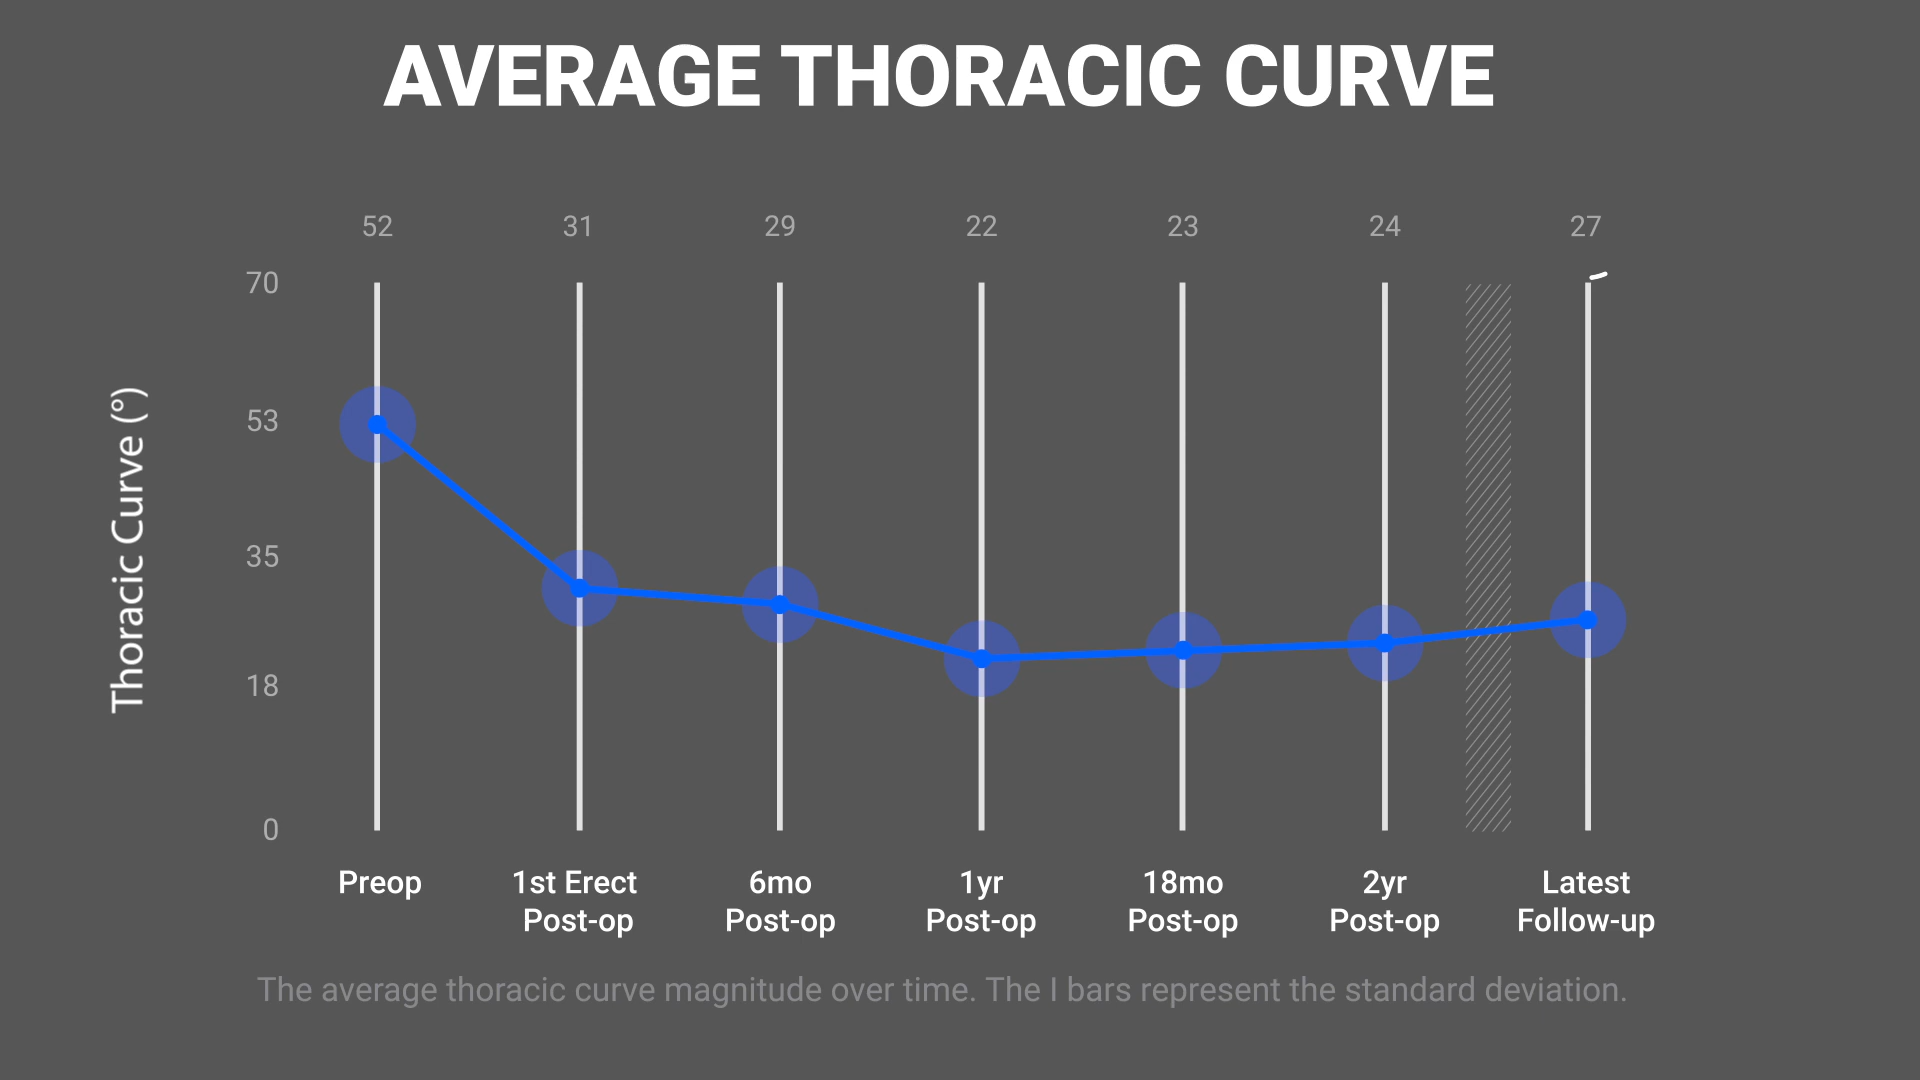 AVERAGE THORACIC CURVE
52 31 29 22 23 24 27
70
53
35
18
0
Thoracic Curve (°)
Preop
1st Erect
Post-op
6mo
Post-op
1yr
Post-op
18mo
Post-op
2yr
Post-op
Latest
Follow-up
The average thoracic curve magnitude over time. The I bars represent the standard deviation.